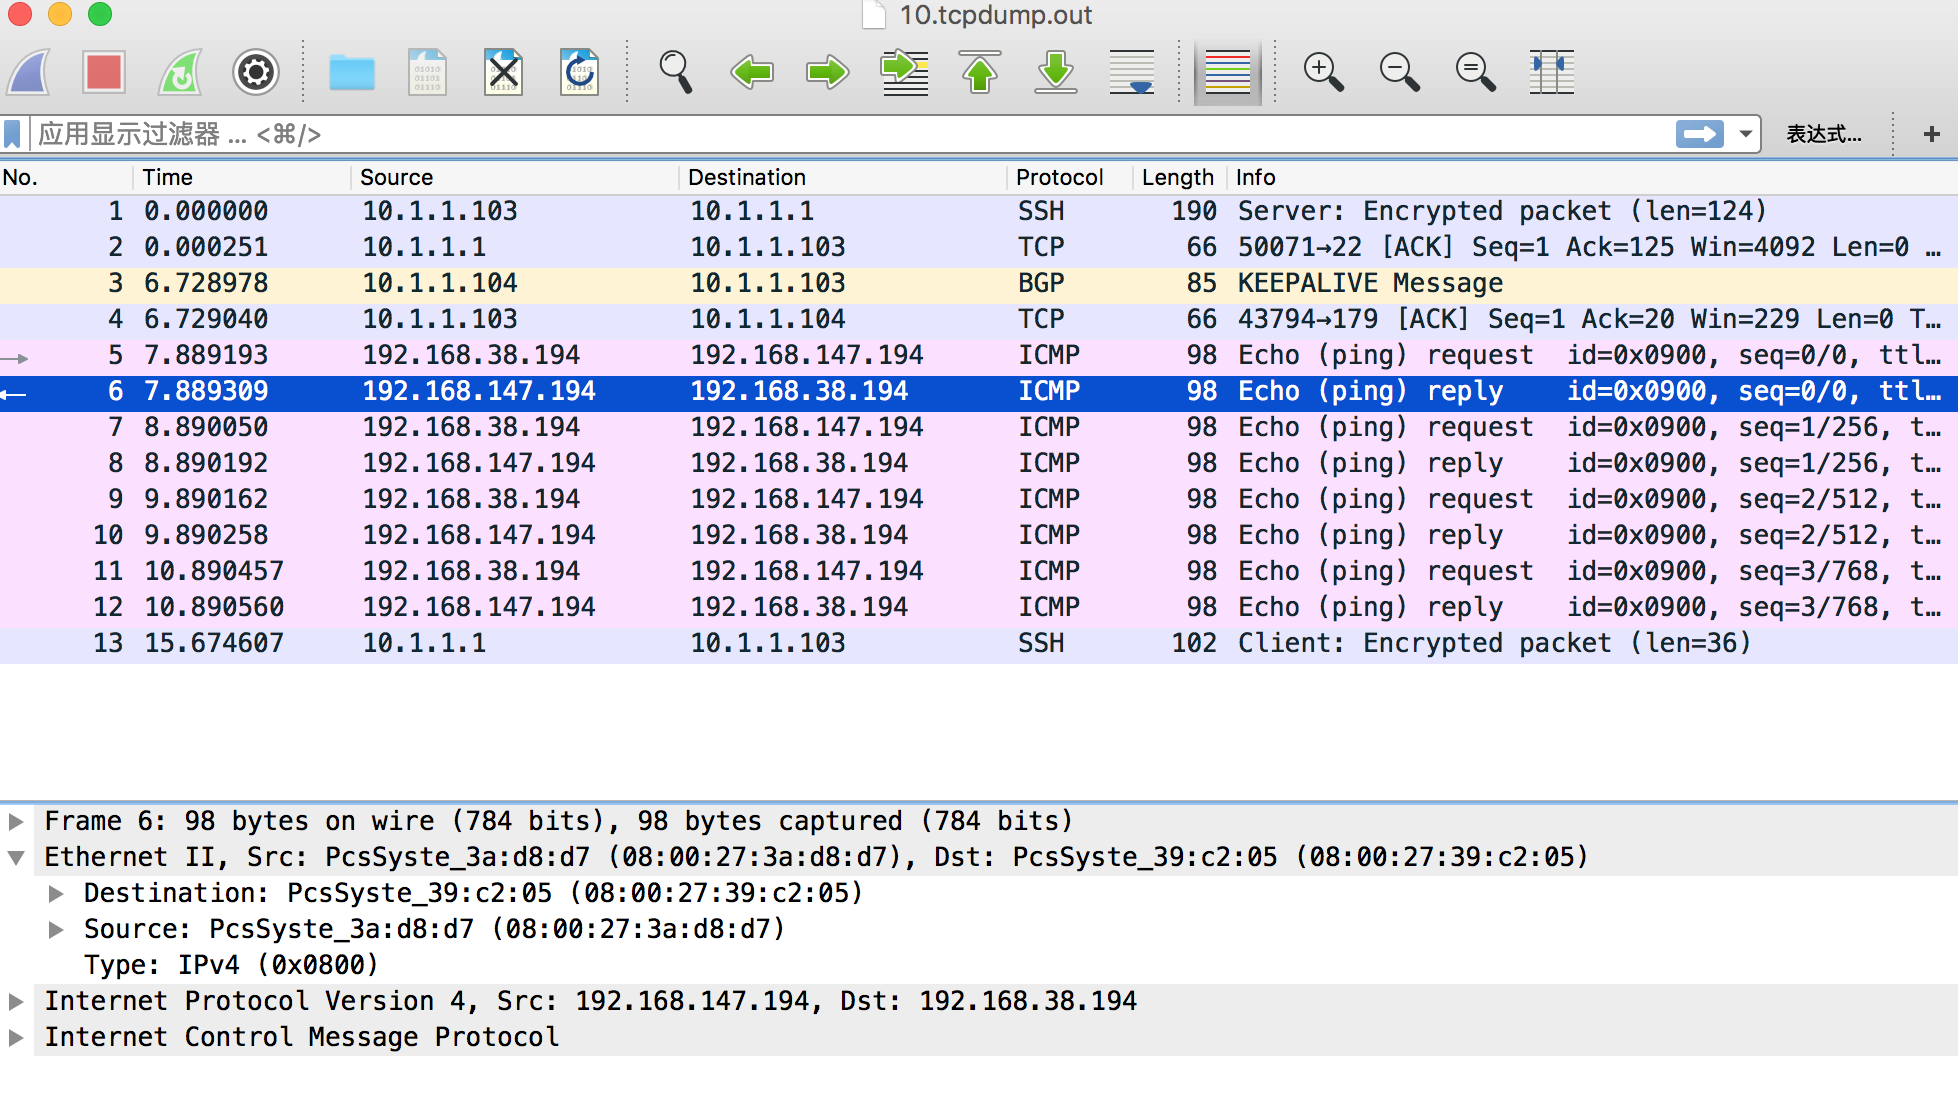 10.tcpdump.out
应用显示过滤器 ... <⌘/>
表达式...
+
No. Time Source Destination Protocol Length Info
1 0.000000 10.1.1.103 10.1.1.1 SSH 190 Server: Encrypted packet (len=124)
2 0.000251 10.1.1.1 10.1.1.103 TCP 66 50071→22 [ACK] Seq=1 Ack=125 Win=4092 Len=0 …
3 6.728978 10.1.1.104 10.1.1.103 BGP 85 KEEPALIVE Message
4 6.729040 10.1.1.103 10.1.1.104 TCP 66 43794→179 [ACK] Seq=1 Ack=20 Win=229 Len=0 T…
5 7.889193 192.168.38.194 192.168.147.194 ICMP 98 Echo (ping) request id=0x0900, seq=0/0, ttl…
6 7.889309 192.168.147.194 192.168.38.194 ICMP 98 Echo (ping) reply id=0x0900, seq=0/0, ttl…
7 8.890050 192.168.38.194 192.168.147.194 ICMP 98 Echo (ping) request id=0x0900, seq=1/256, t…
8 8.890192 192.168.147.194 192.168.38.194 ICMP 98 Echo (ping) reply id=0x0900, seq=1/256, t…
9 9.890162 192.168.38.194 192.168.147.194 ICMP 98 Echo (ping) request id=0x0900, seq=2/512, t…
10 9.890258 192.168.147.194 192.168.38.194 ICMP 98 Echo (ping) reply id=0x0900, seq=2/512, t…
11 10.890457 192.168.38.194 192.168.147.194 ICMP 98 Echo (ping) request id=0x0900, seq=3/768, t…
12 10.890560 192.168.147.194 192.168.38.194 ICMP 98 Echo (ping) reply id=0x0900, seq=3/768, t…
13 15.674607 10.1.1.1 10.1.1.103 SSH 102 Client: Encrypted packet (len=36)
Frame 6: 98 bytes on wire (784 bits), 98 bytes captured (784 bits)
Ethernet II, Src: PcsSyste_3a:d8:d7 (08:00:27:3a:d8:d7), Dst: PcsSyste_39:c2:05 (08:00:27:39:c2:05)
Destination: PcsSyste_39:c2:05 (08:00:27:39:c2:05)
Source: PcsSyste_3a:d8:d7 (08:00:27:3a:d8:d7)
Type: IPv4 (0x0800)
Internet Protocol Version 4, Src: 192.168.147.194, Dst: 192.168.38.194
Internet Control Message Protocol